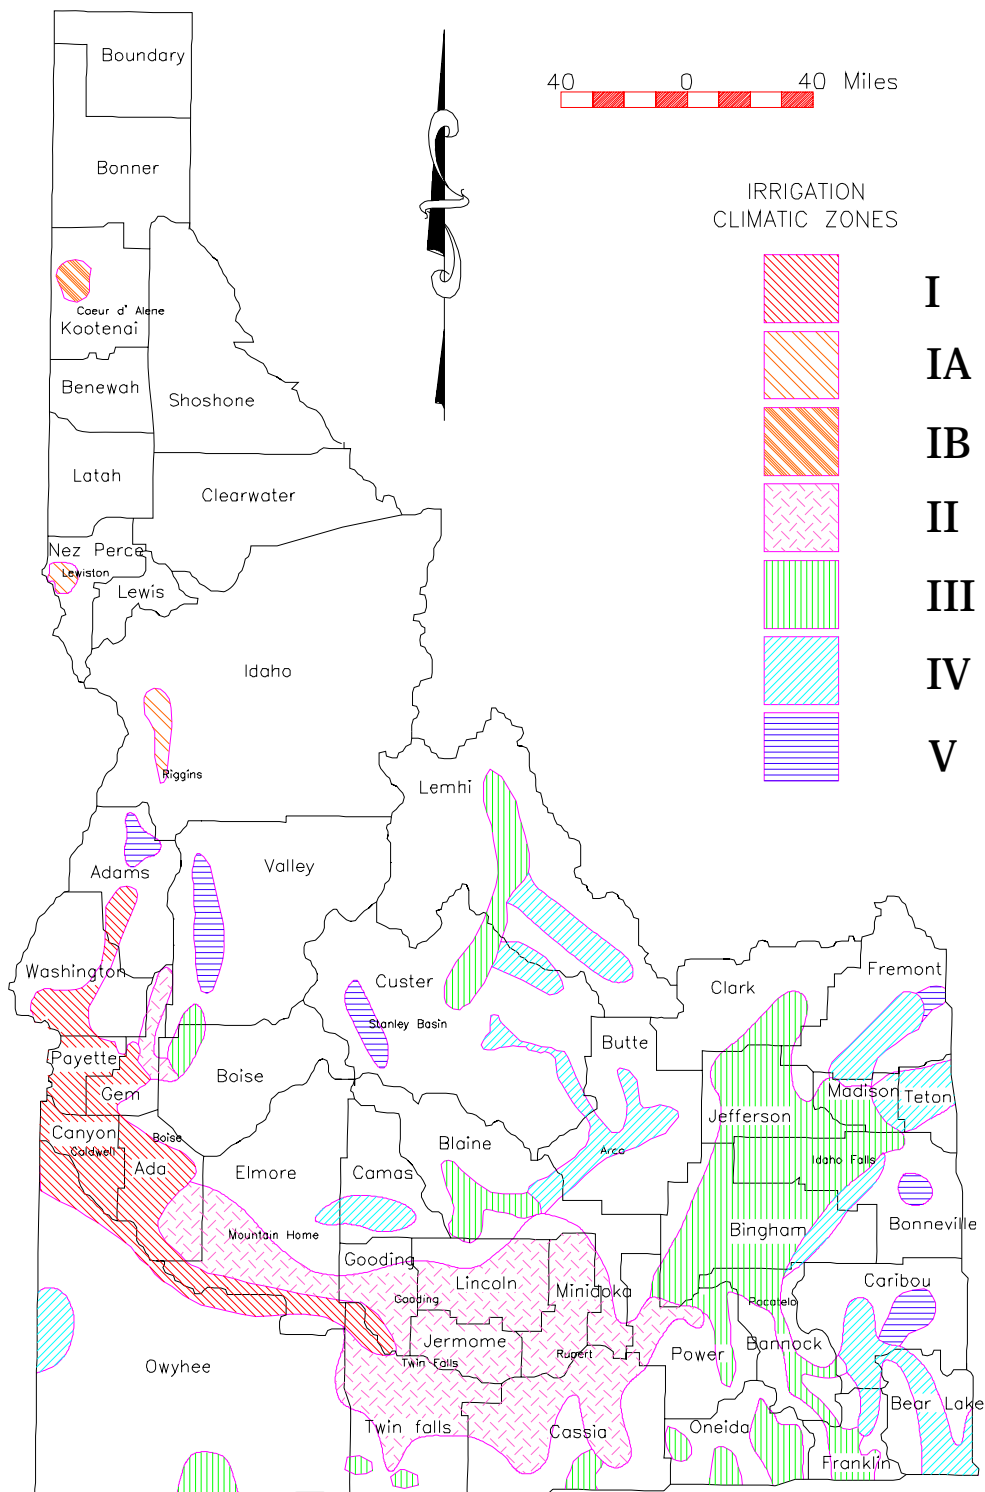 Boundary
40 0 40 Miles
Bonner
IRRIGATION
CLIMATIC ZONES
I
IA
IB
II
III
IV
V
Coeur d' Alene
Kootenai
Benewah
Shoshone
Latah
Clearwater
Nez Perce
Lewiston
Lewis
Idaho
Riggins
Lemhi
Adams
Valley
Washington
Custer
Clark
Fremont
Stanley Basin
Butte
Payette
Gem
Boise
Madison
Teton
Jefferson
Canyon
Boise
Caldwell
Ada
Elmore
Camas
Blaine
Arco
Idaho Falls
Mountain Home
Bingham
Bonneville
Gooding
Lincoln
Minidoka
Caribou
Gooding
Pocatelo
Jermome
Bannock
Twin Falls
Rupert
Power
Owyhee
Bear Lake
Twin falls
Cassia
Oneida
Franklin